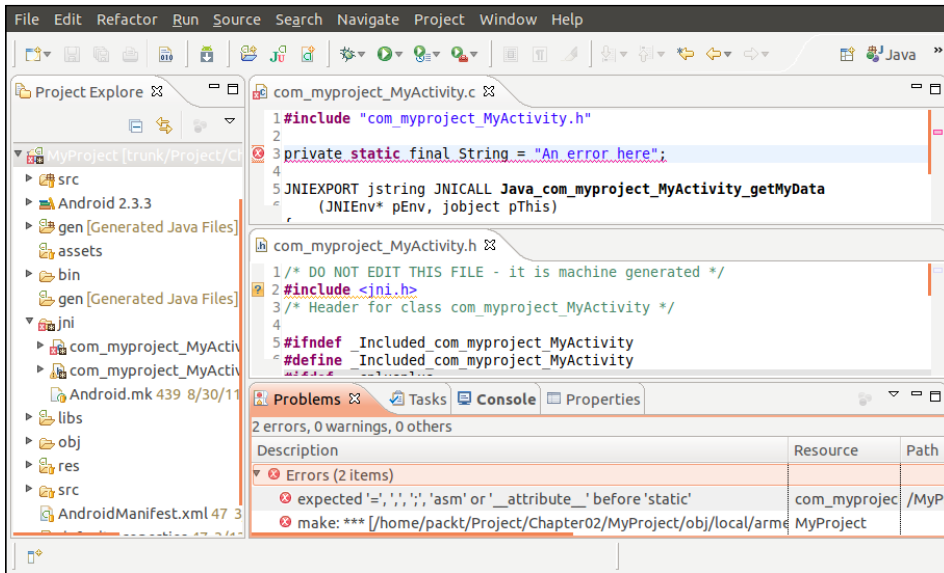 File Edit Refactor Run Source Search Navigate Project Window Help
Java »
Project Explore
MyProject [trunk/Project/Ch
src
Android 2.3.3
gen [Generated Java Files]
assets
bin
gen [Generated Java Files]
jni
com_myproject_MyActiv
com_myproject_MyActiv
Android.mk 439 8/30/11
libs
obj
res
src
AndroidManifest.xml 47 3
com_myproject_MyActivity.c
1 #include "com_myproject_MyActivity.h"
2
3 private static final String = "An error here";
4
5 JNIEXPORT jstring JNICALL Java_com_myproject_MyActivity_getMyData
(JNIEnv* pEnv, jobject pThis)
com_myproject_MyActivity.h
1 /* DO NOT EDIT THIS FILE - it is machine generated */
2 #include <jni.h>
3 /* Header for class com_myproject_MyActivity */
4
5 #ifndef _Included_com_myproject_MyActivity
6 #define _Included_com_myproject_MyActivity
Problems Tasks Console Properties
2 errors, 0 warnings, 0 others
Description Resource Path
Errors (2 items)
expected '=', ',', ';', 'asm' or '__attribute__' before 'static' com_myprojec /MyP
make: *** [/home/packt/Project/Chapter02/MyProject/obj/local/arme MyProject